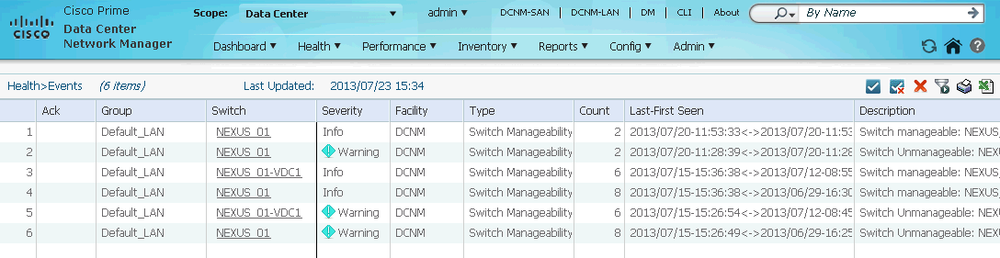 Cisco Prime
Data Center
Network Manager
CISCO
Scope: Data Center admin DCNM-SAN | DCNM-LAN | DM | CLI | About By Name
Dashboard Health Performance Inventory Reports Config Admin
Health>Events (6 items) Last Updated: 2013/07/23 15:34
Ack Group Switch Severity Facility Type Count Last-First Seen Description
1 Default_LAN NEXUS_01 Info DCNM Switch Manageability 2 2013/07/20-11:53:33<->2013/07/20-11:53 Switch manageable: NEXUS_
2 Default_LAN NEXUS_01 Warning DCNM Switch Manageability 2 2013/07/20-11:28:39<->2013/07/20-11:28 Switch Unmanageable: NEXUS
3 Default_LAN NEXUS_01-VDC1 Info DCNM Switch Manageability 6 2013/07/15-15:36:38<->2013/07/12-08:55 Switch manageable: NEXUS_
4 Default_LAN NEXUS_01 Info DCNM Switch Manageability 8 2013/07/15-15:36:38<->2013/06/29-16:30 Switch manageable: NEXUS_
5 Default_LAN NEXUS_01-VDC1 Warning DCNM Switch Manageability 6 2013/07/15-15:26:54<->2013/07/12-08:45 Switch Unmanageable: NEXUS
6 Default_LAN NEXUS_01 Warning DCNM Switch Manageability 8 2013/07/15-15:26:49<->2013/06/29-16:25 Switch Unmanageable: NEXUS